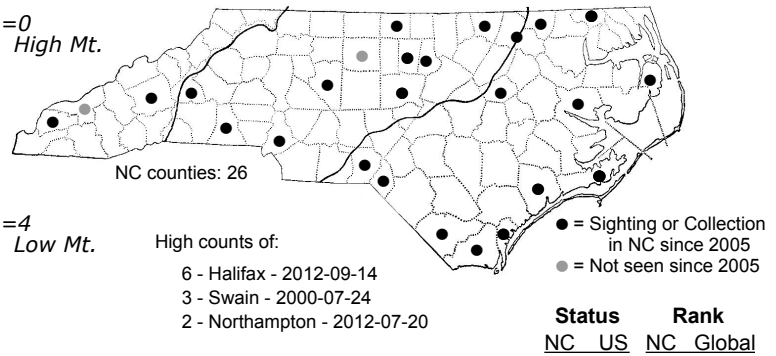 =0
High Mt.
NC counties: 26
=4
Low Mt.
High counts of:
6 - Halifax - 2012-09-14
3 - Swain - 2000-07-24
2 - Northampton - 2012-07-20
= Sighting or Collection
in NC since 2005
= Not seen since 2005
Status Rank
NC US NC Global